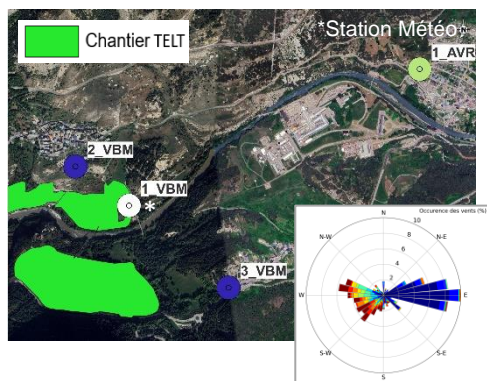 Chantier TELT
*Station Météo
1_AVR
2_VBM
1_VBM
*
3_VBM
Occurence des vents (%)
N
10
8
6
4
2
N-W
N-E
W
E
S-W
S-E
S